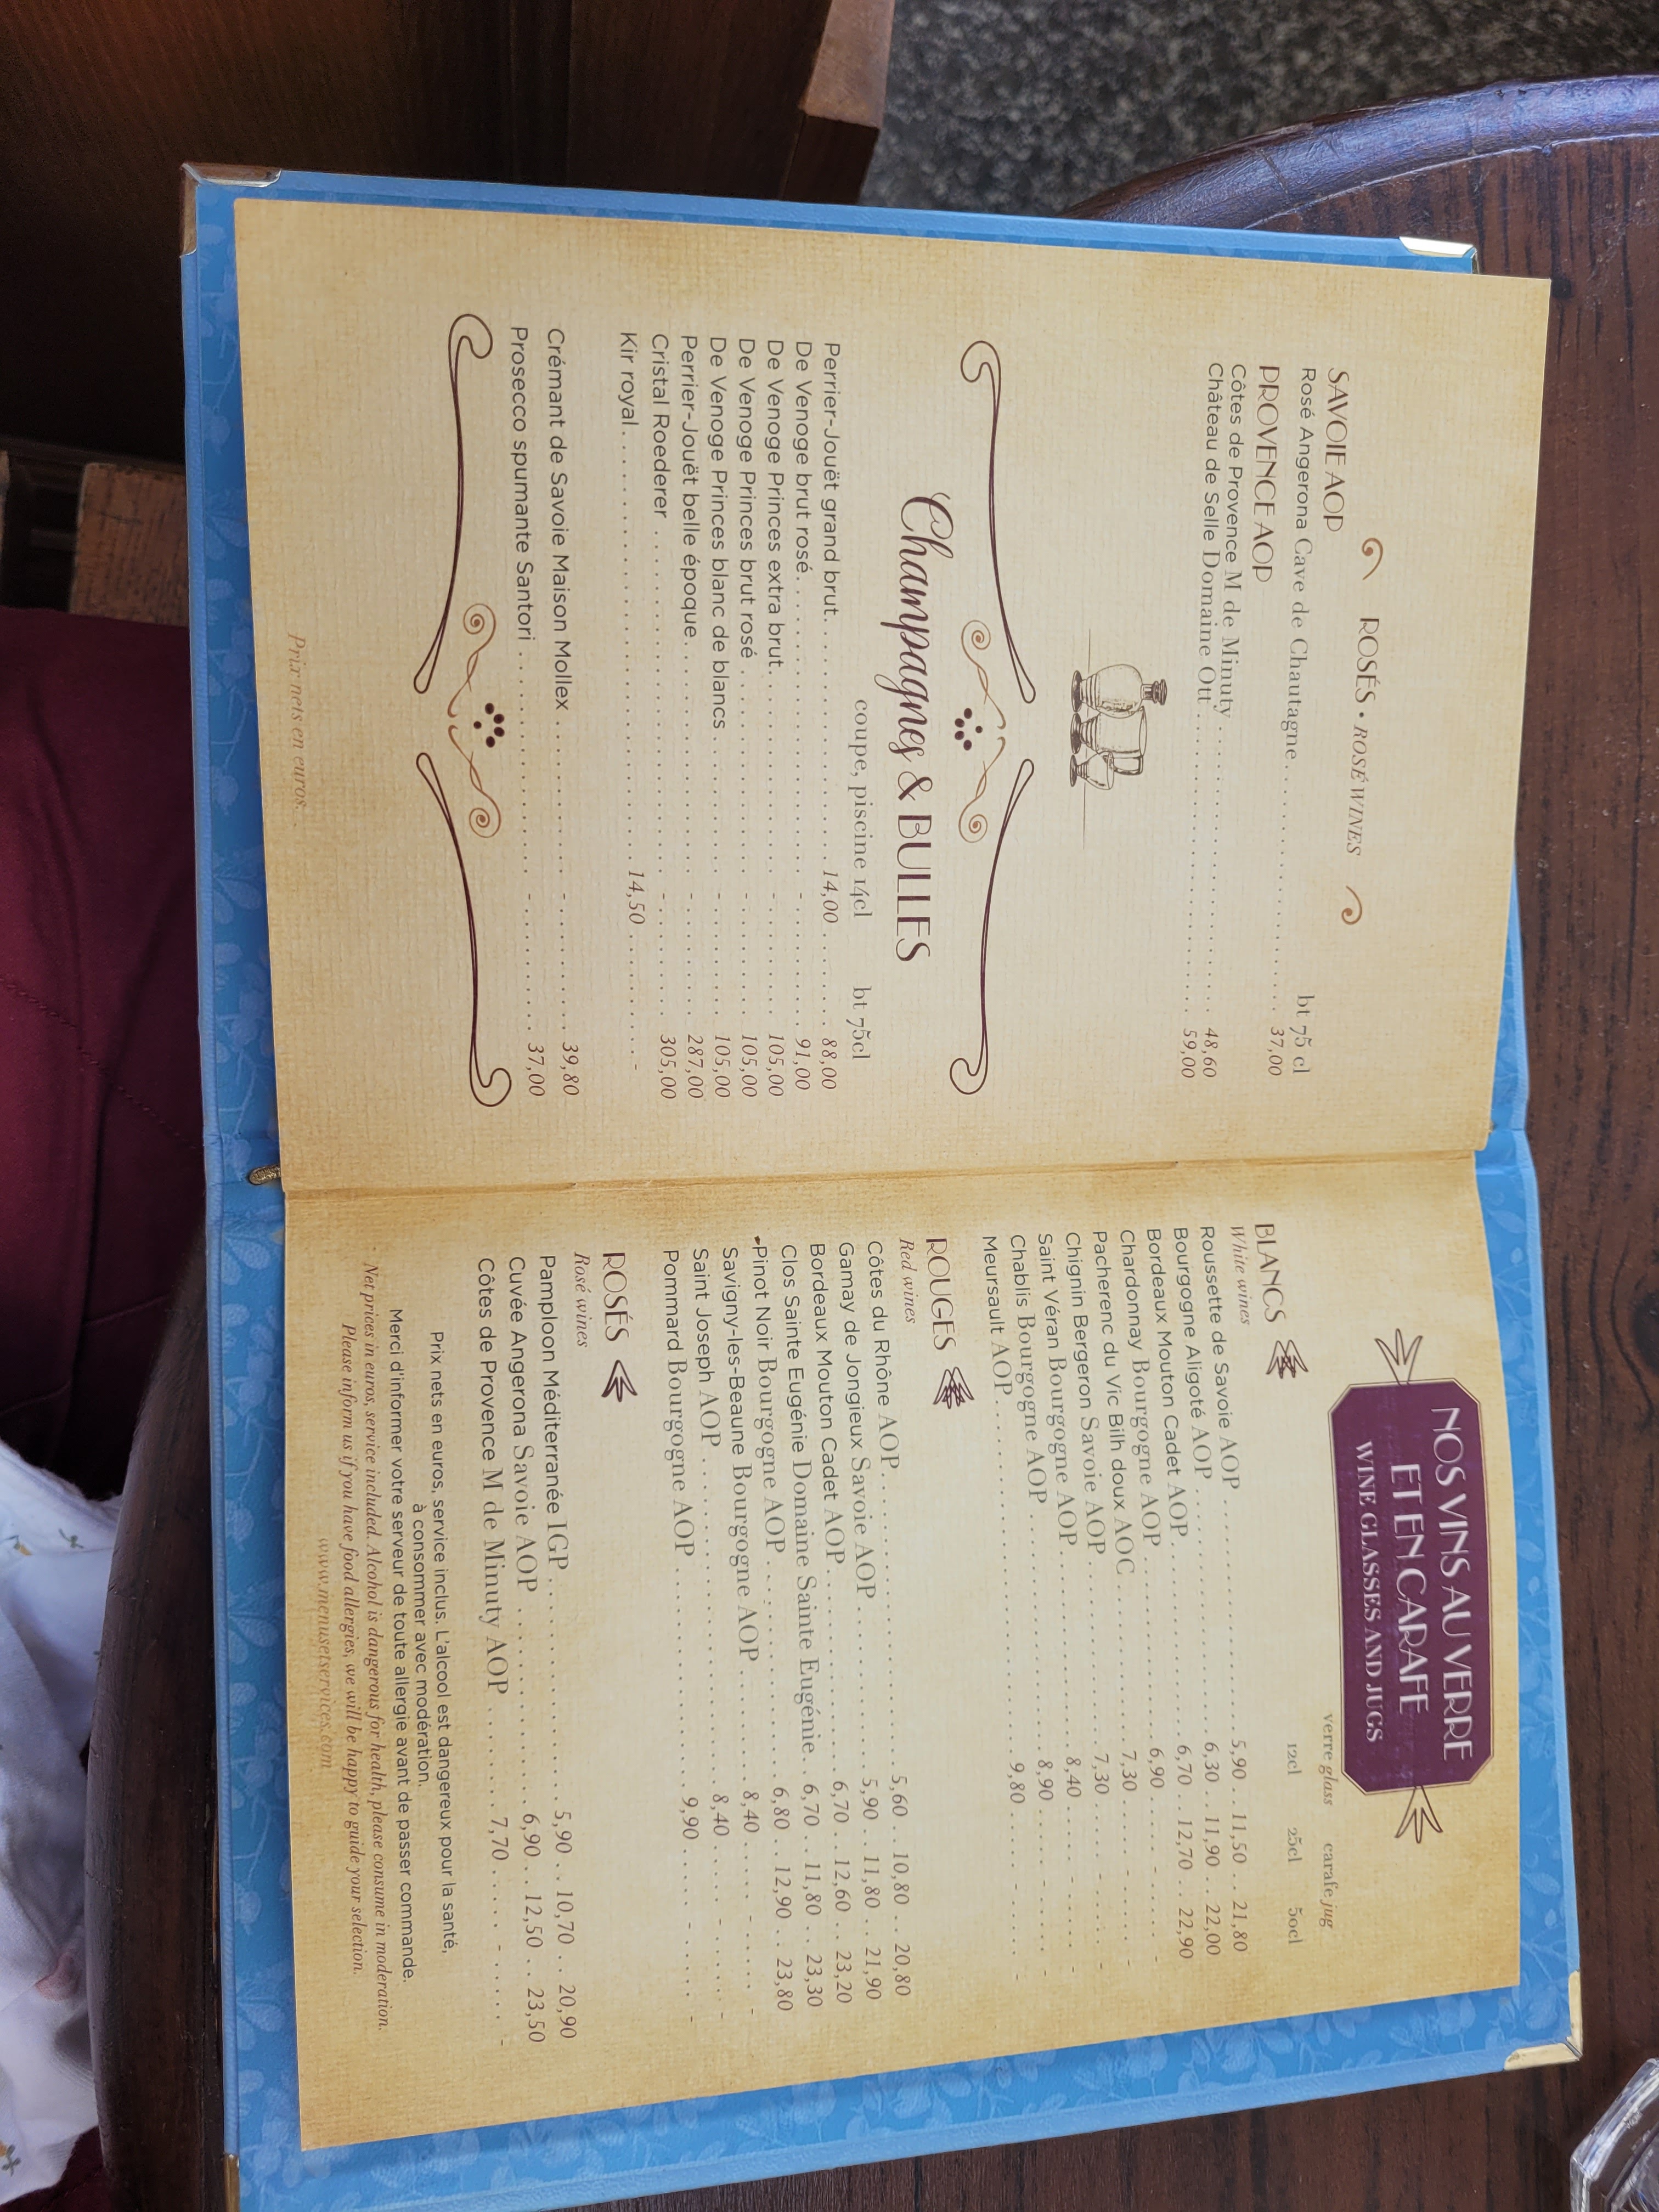 ROSÉS • ROSÉ WINES
bt 75 cl
SAVOIE AOP
Rosé Angerona Cave de Chautagne. . . . . . . . . . . . . . . . . . . . . . . . 37,00
PROVENCE AOP
Côtes de Provence M de Minuty . . . . . . . . . . . . . . . . . . . . . . . . . . . 48,60
Château de Selle Domaine Ott . . . . . . . . . . . . . . . . . . . . . . . . . . . . 59,00
Champagnes & BULLES
coupe, piscine 14cl bt 75cl
Perrier-Jouët grand brut. . . . . . . . . . . . . . . . . 14,00 . . . . . . . . . 88,00
De Venoge brut rosé. . . . . . . . . . . . . . . . . . . . . - . . . . . . . . . . . 91,00
De Venoge Princes extra brut. . . . . . . . . . . . . . . - . . . . . . . . . . 105,00
De Venoge Princes brut rosé . . . . . . . . . . . . . . . - . . . . . . . . . . 105,00
De Venoge Princes blanc de blancs . . . . . . . . . . . - . . . . . . . . . . 105,00
Perrier-Jouët belle époque. . . . . . . . . . . . . . . . . - . . . . . . . . . . 287,00
Cristal Roederer . . . . . . . . . . . . . . . . . . . . . . . . - . . . . . . . . . . 305,00
Kir royal. . . . . . . . . . . . . . . . . . . . . . . . . . . . . 14,50 . . . . . . . . . . . -
Crémant de Savoie Maison Mollex . . . . . . . . . . . - . . . . . . . . . . . 39,80
Prosecco spumante Santori . . . . . . . . . . . . . . . . - . . . . . . . . . . . 37,00
Prix nets en euros.
NOS VINS AU VERRE
ET EN CARAFE
WINE GLASSES AND JUGS
verre glass carafe jug
12cl 25cl 50cl
BLANCS
White wines
Roussette de Savoie AOP . . . . . . . . . . . . . . . . . 5,90 . . 11,50 . . 21,80
Bourgogne Aligoté AOP . . . . . . . . . . . . . . . . . . 6,30 . . 11,90 . . 22,00
Bordeaux Mouton Cadet AOP. . . . . . . . . . . . . . . 6,70 . . 12,70 . . 22,90
Chardonnay Bourgogne AOP . . . . . . . . . . . . . . . 6,90 . . . . . - . . . . . . -
Pacherenc du Vic Bilh doux AOC . . . . . . . . . . . . 7,30 . . . . . - . . . . . . -
Chignin Bergeron Savoie AOP . . . . . . . . . . . . . . 7,30 . . . . . - . . . . . . -
Saint Véran Bourgogne AOP. . . . . . . . . . . . . . . . 8,40 . . . . . - . . . . . . -
Chablis Bourgogne AOP . . . . . . . . . . . . . . . . . . 8,90 . . . . . - . . . . . . -
Meursault AOP. . . . . . . . . . . . . . . . . . . . . . . . . 9,80 . . . . . - . . . . . . -
ROUGES
Red wines
Côtes du Rhône AOP. . . . . . . . . . . . . . . . . . . . . 5,60 . . 10,80 . . 20,80
Gamay de Jongieux Savoie AOP . . . . . . . . . . . . 5,90 . . 11,80 . . 21,90
Bordeaux Mouton Cadet AOP. . . . . . . . . . . . . . . 6,70 . . 12,60 . . 23,20
Clos Sainte Eugénie Domaine Sainte Eugénie. . 6,70 . . 11,80 . . 23,30
Pinot Noir Bourgogne AOP . . . . . . . . . . . . . . . . 6,80 . . 12,90 . . 23,80
Savigny-les-Beaune Bourgogne AOP . . . . . . . . . 8,40 . . . . . - . . . . . . -
Saint Joseph AOP . . . . . . . . . . . . . . . . . . . . . . 8,40 . . . . . - . . . . . . -
Pommard Bourgogne AOP . . . . . . . . . . . . . . . . 9,90 . . . . . - . . . . . . -
ROSÉS
Rosé wines
Pamploon Méditerranée IGP . . . . . . . . . . . . . . . 5,90 . . 10,70 . . 20,90
Cuvée Angerona Savoie AOP . . . . . . . . . . . . . . 6,90 . . 12,50 . . 23,50
Côtes de Provence M de Minuty AOP . . . . . . . . 7,70 . . . . . - . . . . . . -
Prix nets en euros, service inclus. L'alcool est dangereux pour la santé,
à consommer avec modération.
Merci d'informer votre serveur de toute allergie avant de passer commande.
Net prices in euros, service included. Alcohol is dangerous for health, please consume in moderation.
Please inform us if you have food allergies, we will be happy to guide your selection.
www.menusetservices.com